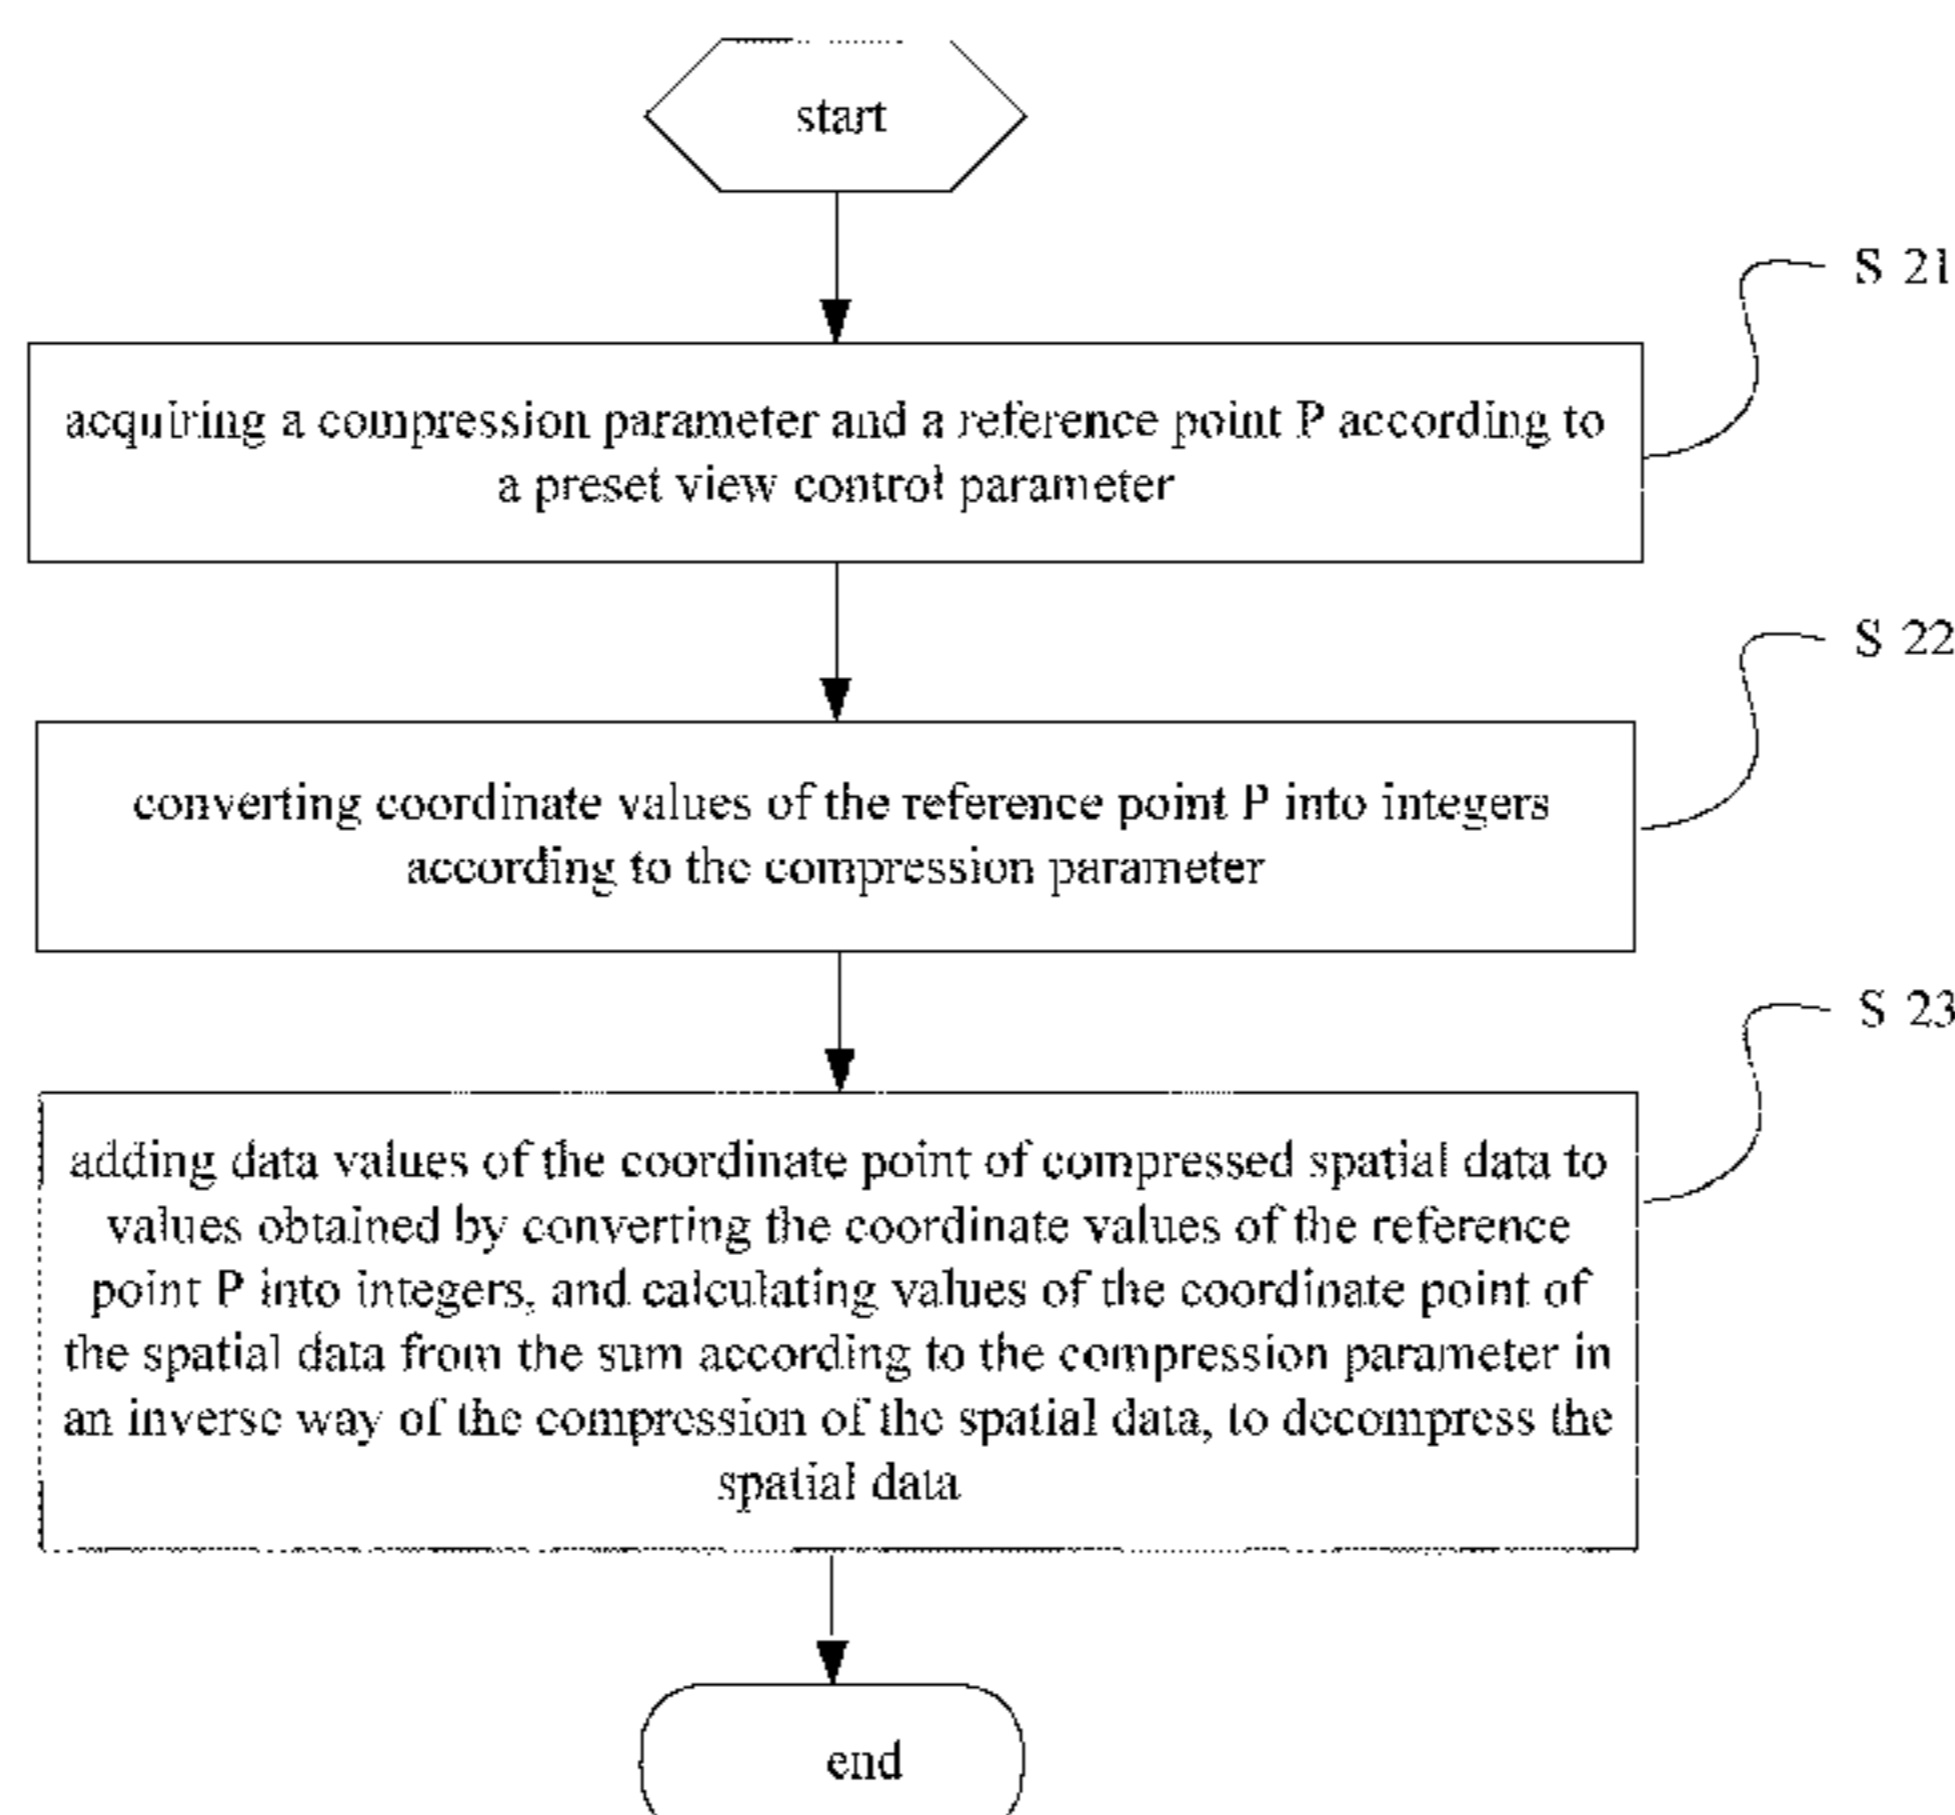 start
S 21
acquiring a compression parameter and a reference point P according to
a preset view control parameter
S 22
converting coordinate values of the reference point P into integers
according to the compression parameter
S 23
adding data values of the coordinate point of compressed spatial data to
values obtained by converting the coordinate values of the reference
point P into integers, and calculating values of the coordinate point of
the spatial data from the sum according to the compression parameter in
an inverse way of the compression of the spatial data, to decompress the
spatial data
end